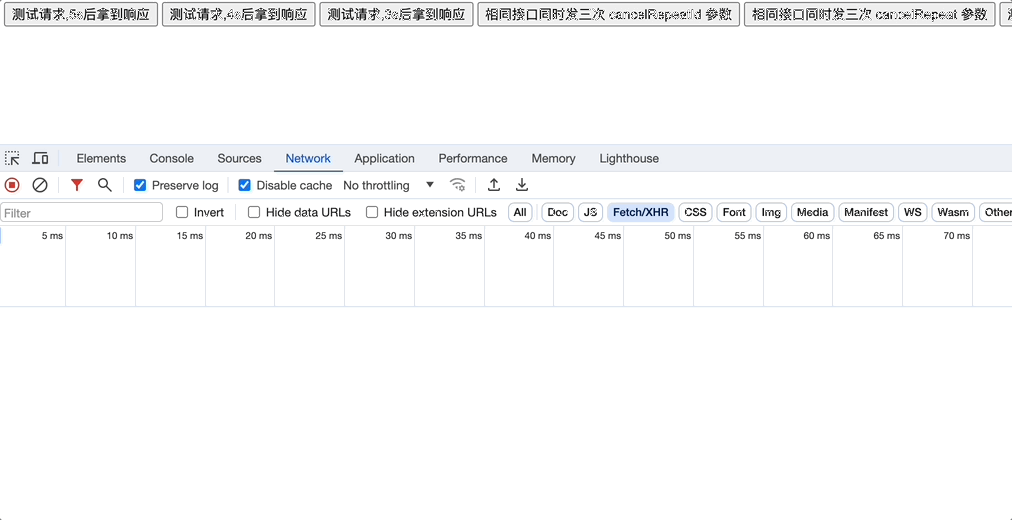 测试请求,5s后拿到响应 测试请求,4s后拿到响应 测试请求,3s后拿到响应 相同接口同时发三次 cancelRepeatId 参数 相同接口同时发三次 cancelRepeat 参数
Elements Console Sources Network Application Performance Memory Lighthouse
Preserve log Disable cache No throttling
Filter Invert Hide data URLs Hide extension URLs All Doc JS Fetch/XHR CSS Font Img Media Manifest WS Wasm Other
5 ms 10 ms 15 ms 20 ms 25 ms 30 ms 35 ms 40 ms 45 ms 50 ms 55 ms 60 ms 65 ms 70 ms